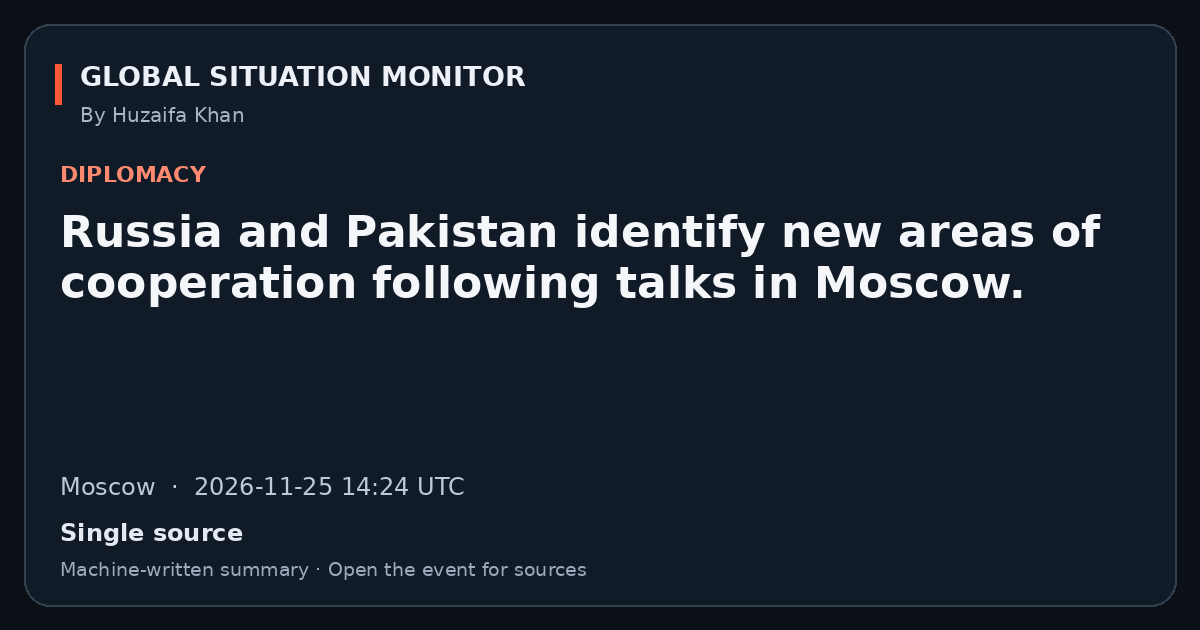 GLOBAL SITUATION MONITOR
By Huzaifa Khan
DIPLOMACY
Russia and Pakistan identify new areas of
cooperation following talks in Moscow.
Moscow · 2026-11-25 14:24 UTC
Single source
Machine-written summary · Open the event for sources